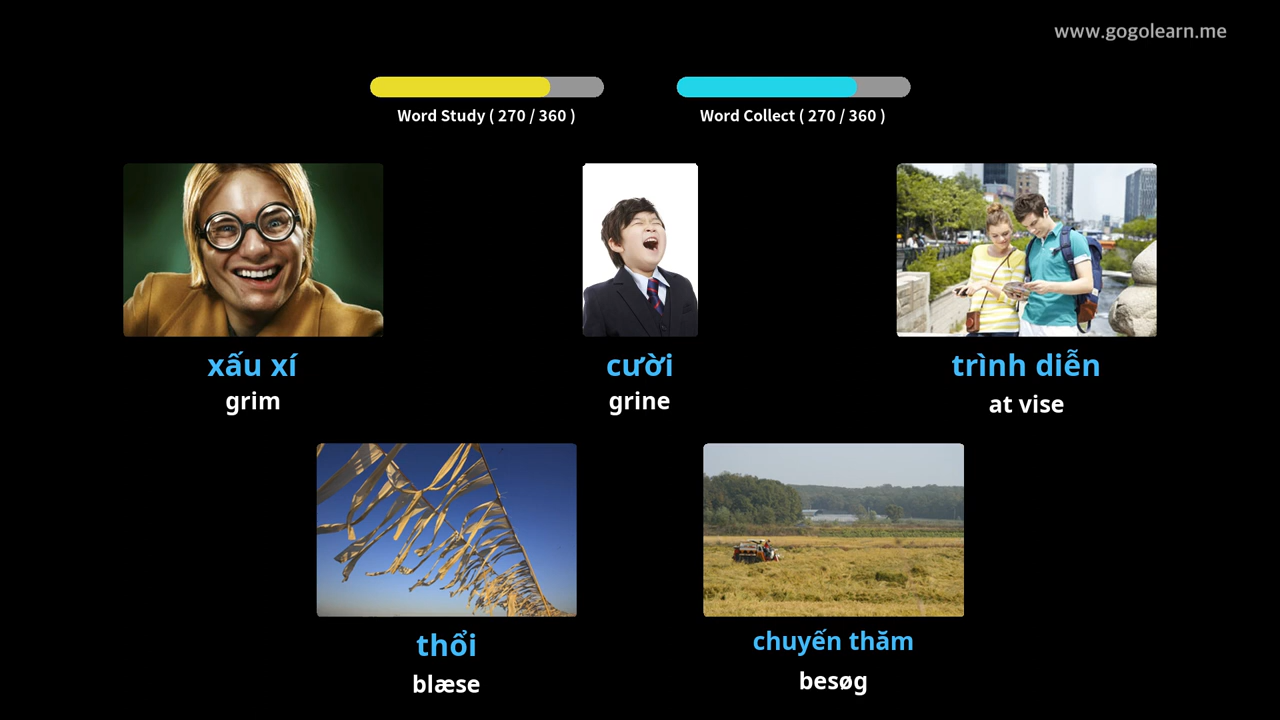 www.gogolearn.me
Word Study ( 270 / 360 )
Word Collect ( 270 / 360 )
xấu xí
grim
cười
grine
trình diễn
at vise
thổi
blæse
chuyến thăm
besøg